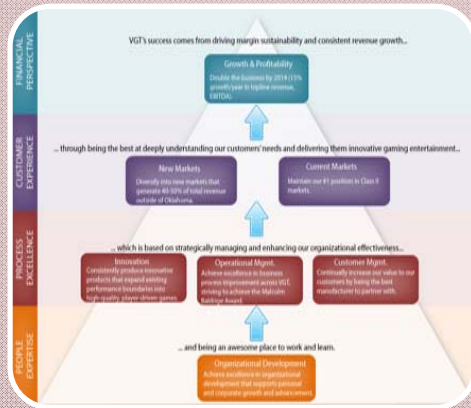 FINANCIAL
PERSPECTIVE
VGT's success comes from driving margin sustainability and consistent revenue growth...
Growth & Profitability
Double the business by 2014 (15%
growth/year in topline revenue,
EBITDA).
CUSTOMER
EXPERIENCE
... through being the best at deeply understanding our customers' needs and delivering them innovative gaming entertainment...
New Markets
Diversify into new markets that
generate 40-50% of total revenue
outside of Oklahoma.
Current Markets
Maintain our #1 position in Class II
markets.
PROCESS
EXCELLENCE
... which is based on strategically managing and enhancing our organizational effectiveness...
Innovation
Consistently produce innovative
products that expand existing
performance boundaries into
high-quality, player-driven games.
Operational Mgmt.
Achieve excellence in business
process improvement across VGT,
striving to achieve the Malcolm
Baldrige Award.
Customer Mgmt.
Continually increase our value to our
customers by being the best
manufacturer to partner with.
PEOPLE
EXPERTISE
... and being an awesome place to work and learn.
Organizational Development
Achieve excellence in organizational
development that supports personal
and corporate growth and advancement.